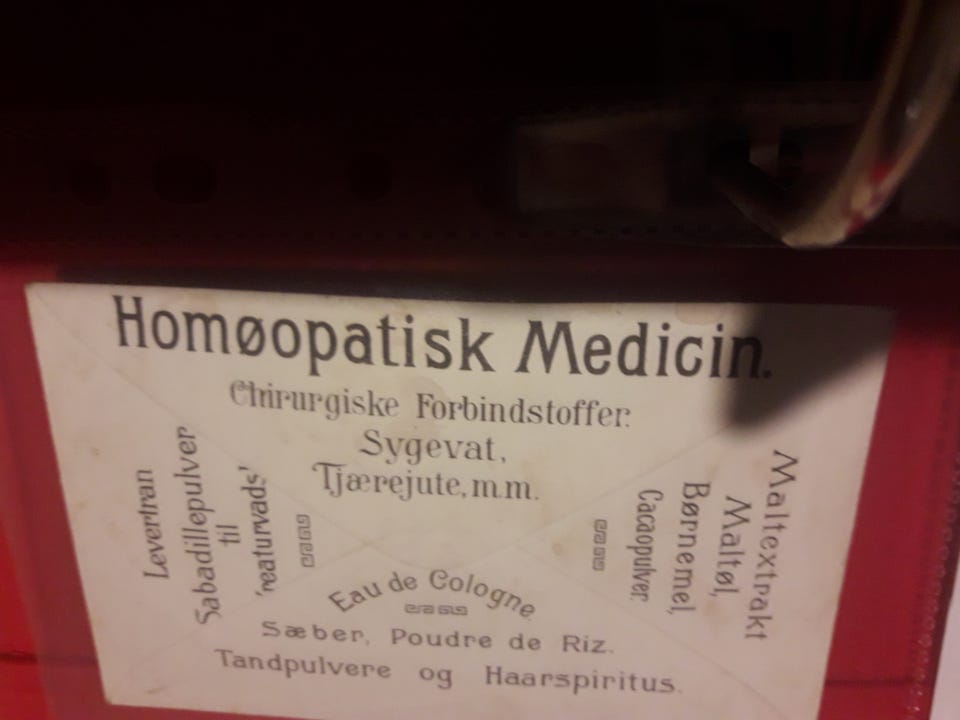 Homøopatisk Medicin.
Chirurgiske Forbindstoffer:
Sygevat,
Tjærejute, m.m.
Levertran
Sabadillepulver
til
'reaturvads'
Maltextrakt
Maltøl,
Børnemel,
Cacaopulver.
Eau de Cologne
Sæber, Poudre de Riz.
Tandpulvere og Haarspiritus.